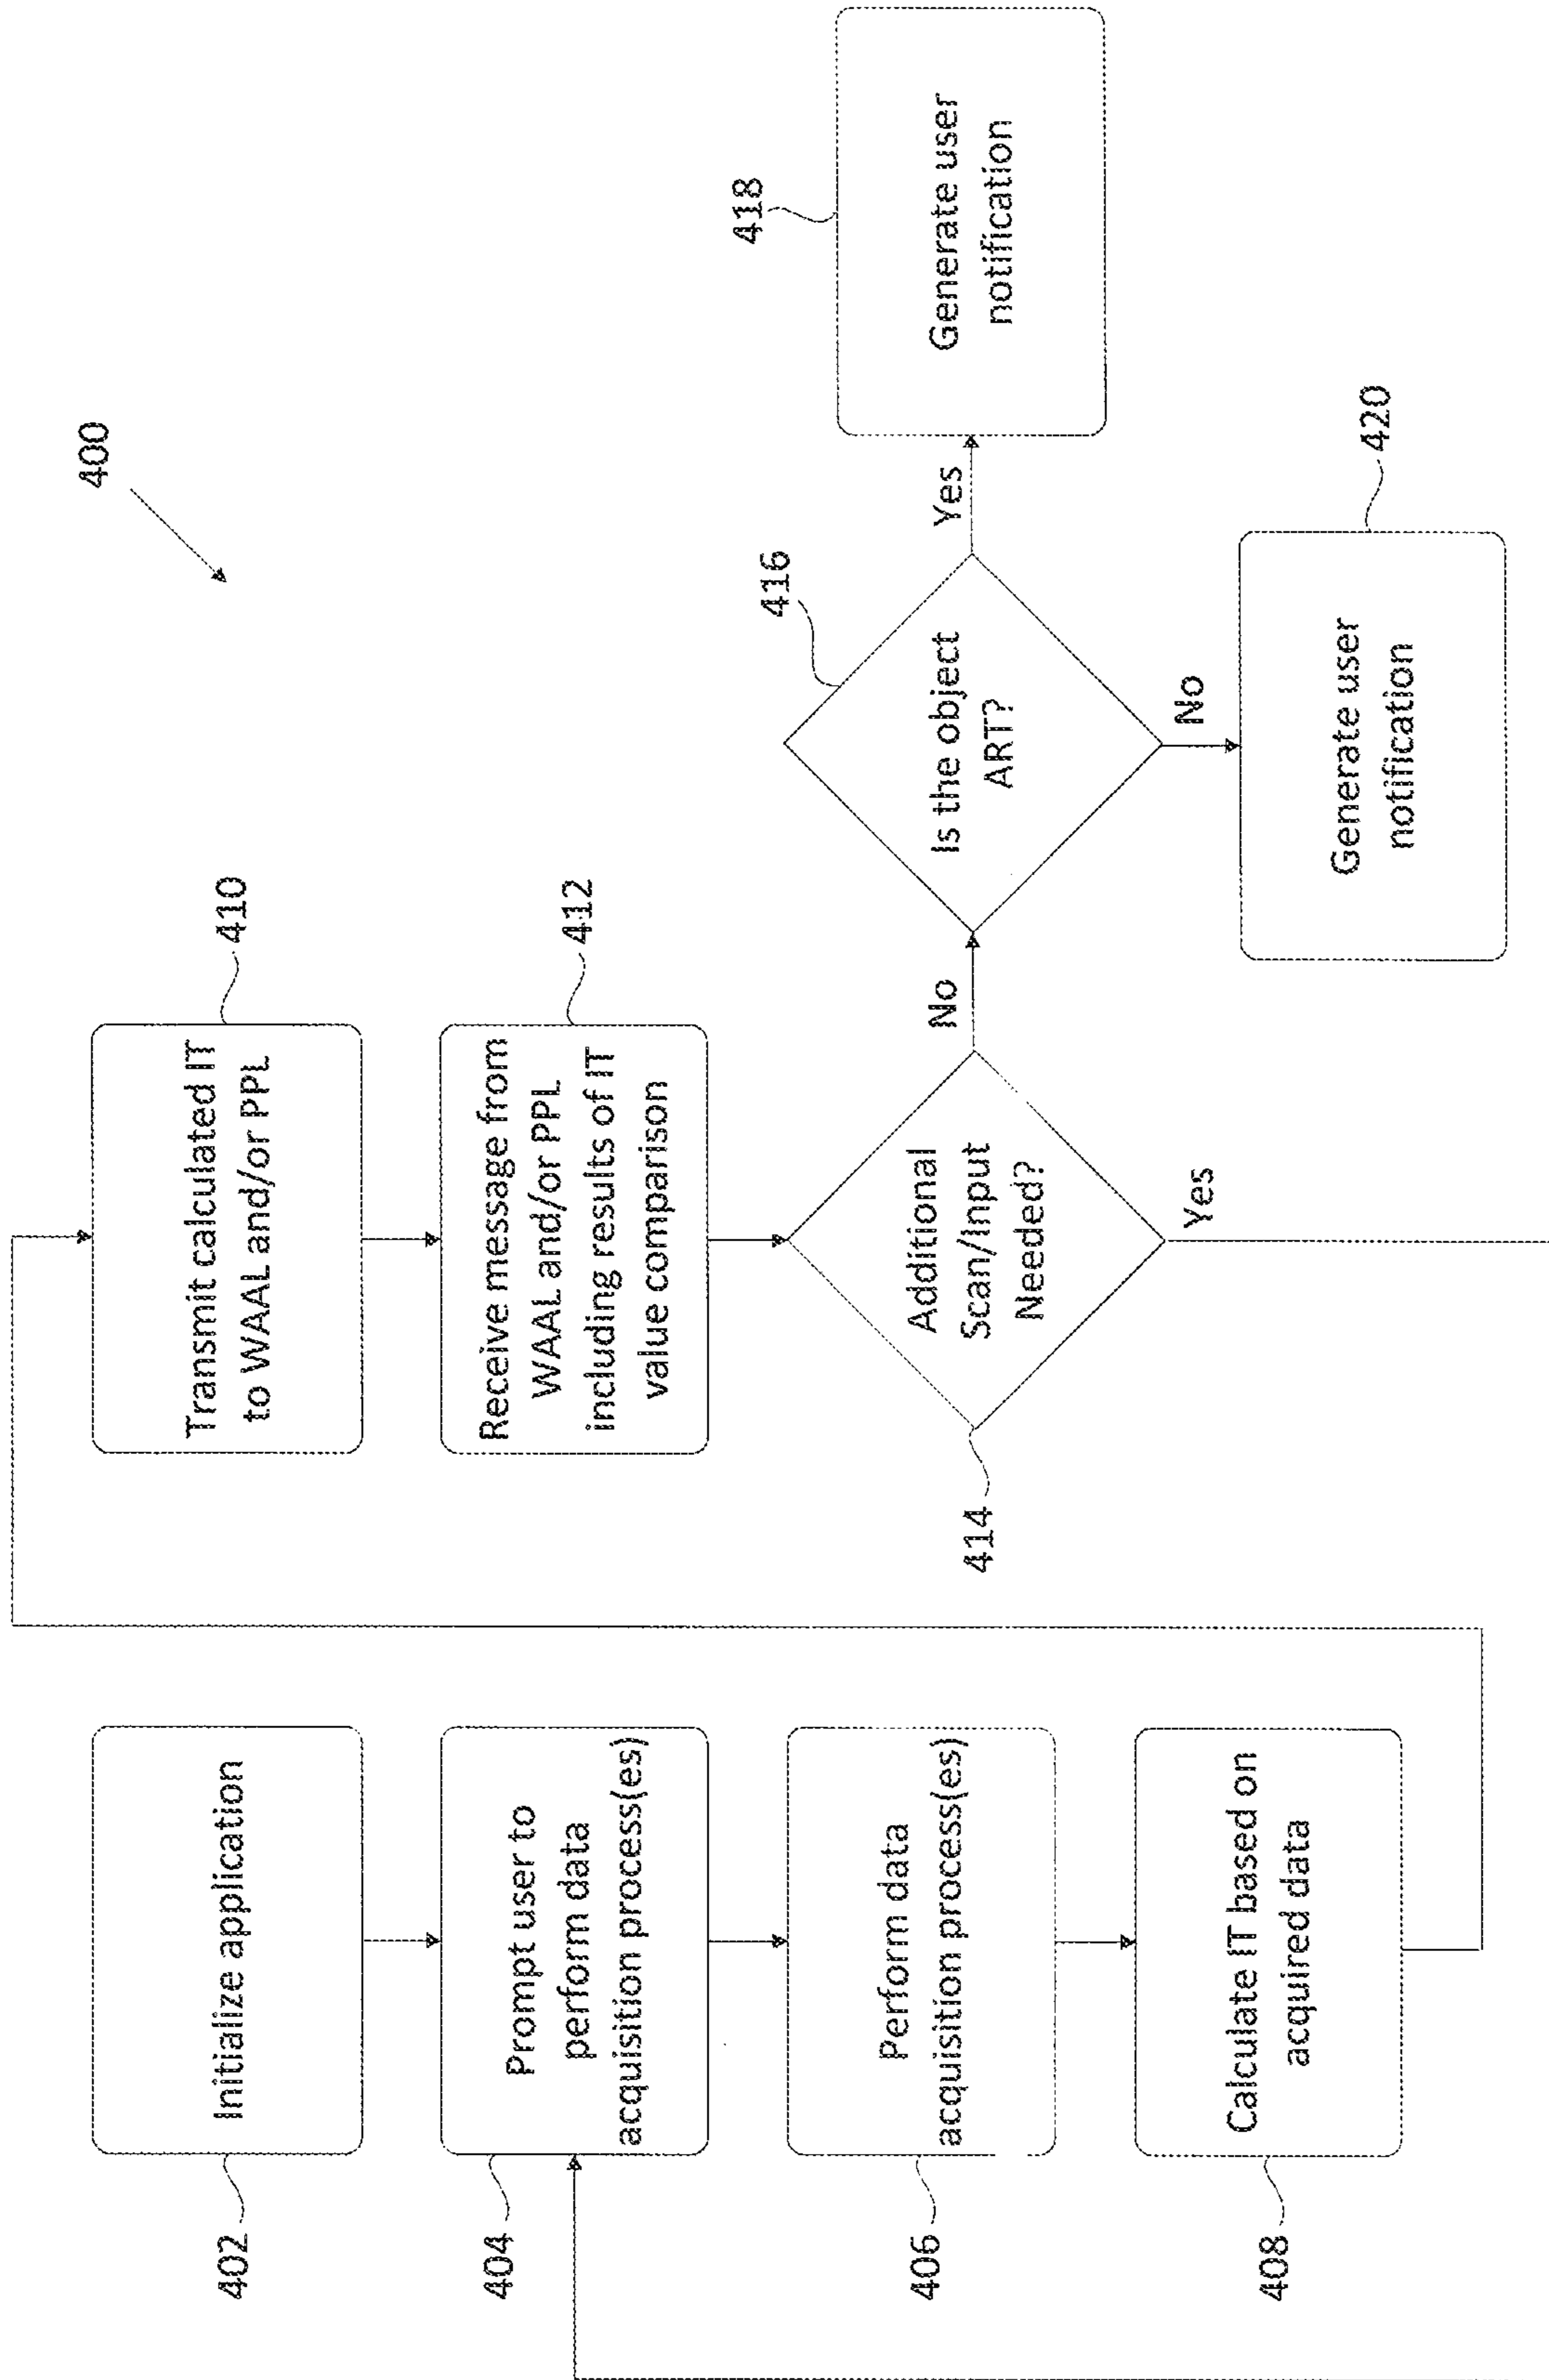 400
402
Initialize application
404
Prompt user to
perform data
acquisition process(es)
406
Perform data
acquisition process(es)
408
Calculate IT based on
acquired data
410
Transmit calculated IT
to WAAL and/or PPL
412
Receive message from
WAAL and/or PPL
including results of IT
value comparison
414
Additional
Scan/Input
Needed?
Yes
No
416
Is the object
ART?
Yes
No
418
Generate user
notification
420
Generate user
notification